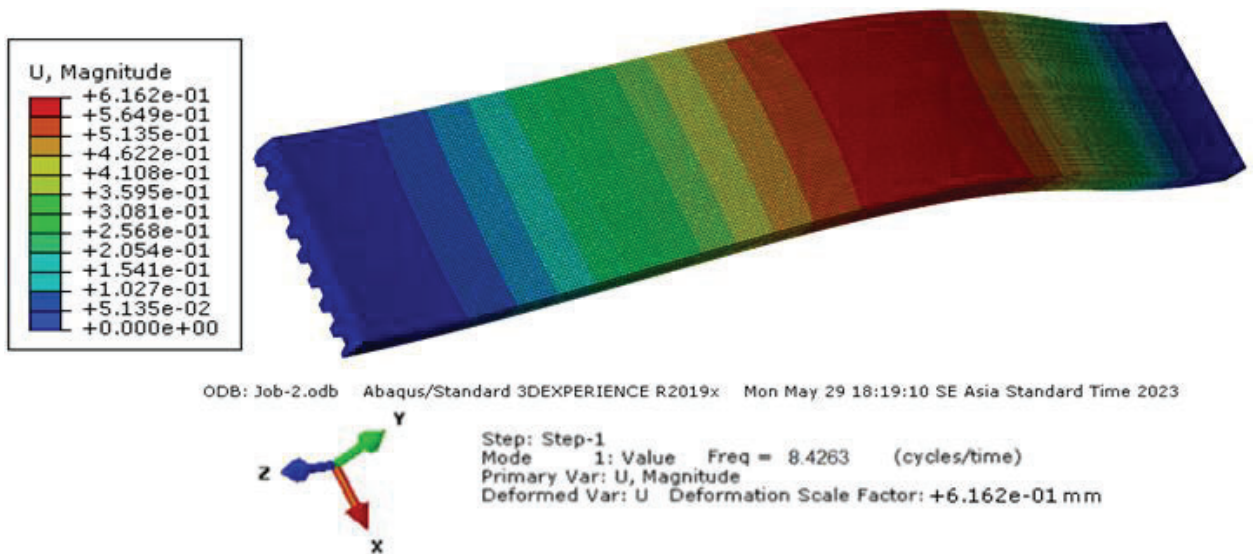 U, Magnitude
+6.162e-01
+5.649e-01
+5.135e-01
+4.622e-01
+4.108e-01
+3.595e-01
+3.081e-01
+2.568e-01
+2.054e-01
+1.541e-01
+1.027e-01
+5.135e-02
+0.000e+00
ODB: Job-2.odb Abaqus/Standard 3DEXPERIENCE R2019x Mon May 29 18:19:10 SE Asia Standard Time 2023
Y
Z
X
Step: Step-1
Mode 1: Value Freq = 8.4263 (cycles/time)
Primary Var: U, Magnitude
Deformed Var: U Deformation Scale Factor: +6.162e-01 mm